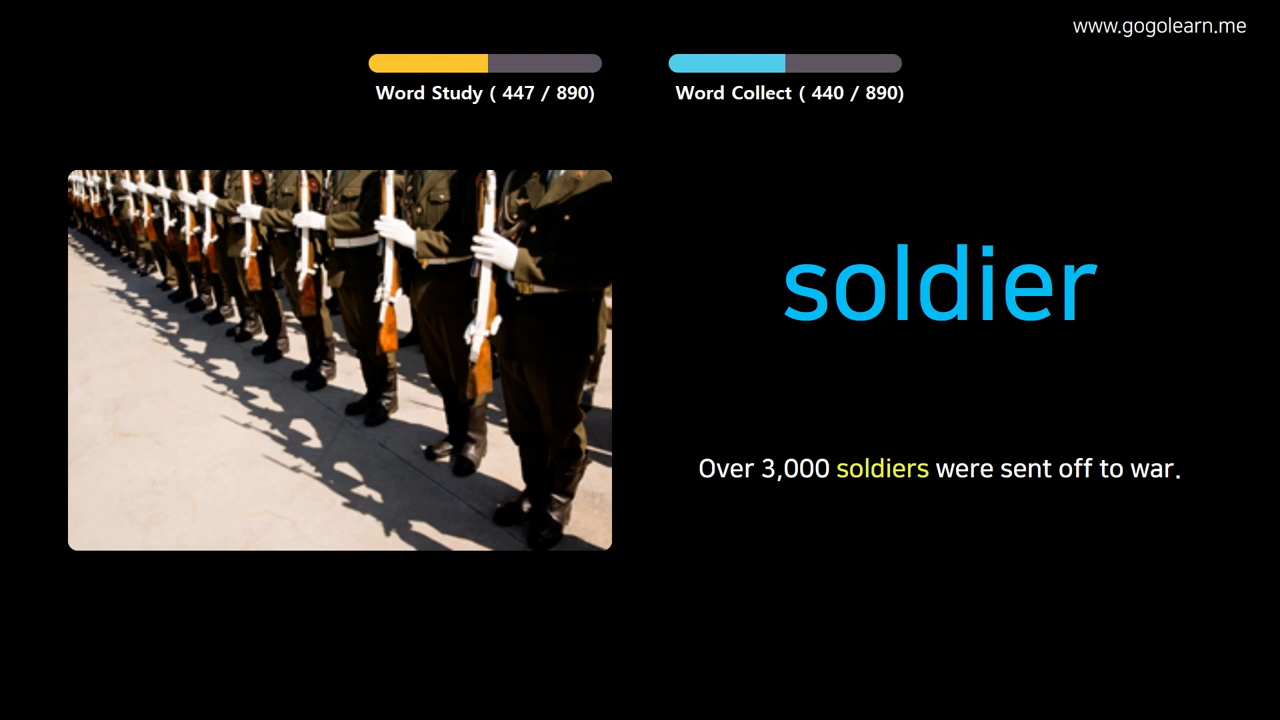 www.gogolearn.me
Word Study ( 447 / 890)
Word Collect ( 440 / 890)
soldier
Over 3,000 soldiers were sent off to war.